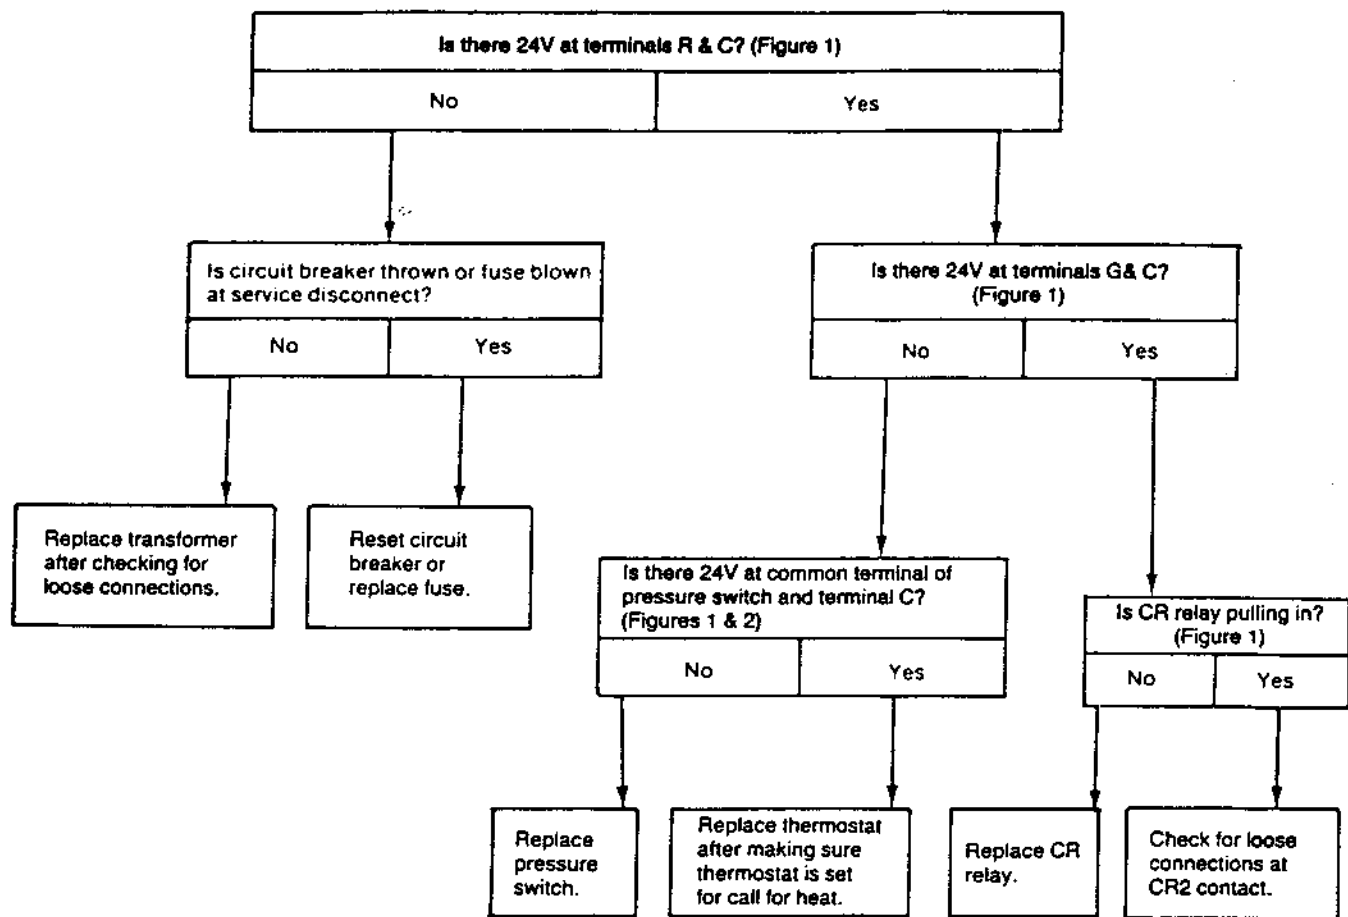 Is there 24V at terminals R & C? (Figure 1)
No
Yes
Is circuit breaker thrown or fuse blown
at service disconnect?
No
Yes
Is there 24V at terminals G& C?
(Figure 1)
No
Yes
Replace transformer
after checking for
loose connections.
Reset circuit
breaker or
replace fuse.
Is there 24V at common terminal of
pressure switch and terminal C?
(Figures 1 & 2)
No
Yes
Is CR relay pulling in?
(Figure 1)
No
Yes
Replace
pressure
switch.
Replace thermostat
after making sure
thermostat is set
for call for heat.
Replace CR
relay.
Check for loose
connections at
CR2 contact.